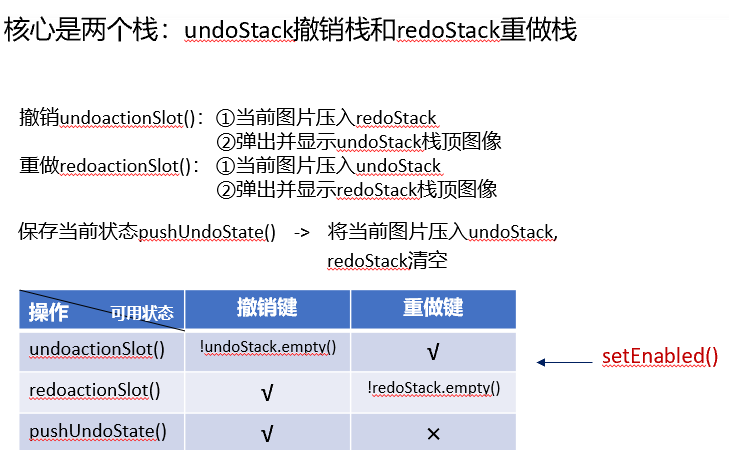 核心是两个栈：undoStack撤销栈和redoStack重做栈
撤销undoactionSlot()：①当前图片压入redoStack
②弹出并显示undoStack栈顶图像
重做redoactionSlot()：①当前图片压入undoStack
②弹出并显示redoStack栈顶图像
保存当前状态pushUndoState() -> 将当前图片压入undoStack,
redoStack清空
操作 可用状态 撤销键 重做键
undoactionSlot() !undoStack.empty() √
setEnabled()
redoactionSlot() √ !redoStack.empty()
pushUndoState() √ ×